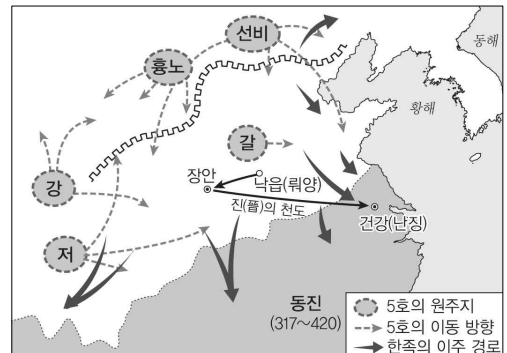 선비
동해
흉노
황해
갈
장안
낙읍(뤄양)
강
진(晋)의 천도
건강(난징)
저
동진
(317~420)
5호의 원주지
5호의 이동 방향
한족의 이주 경로